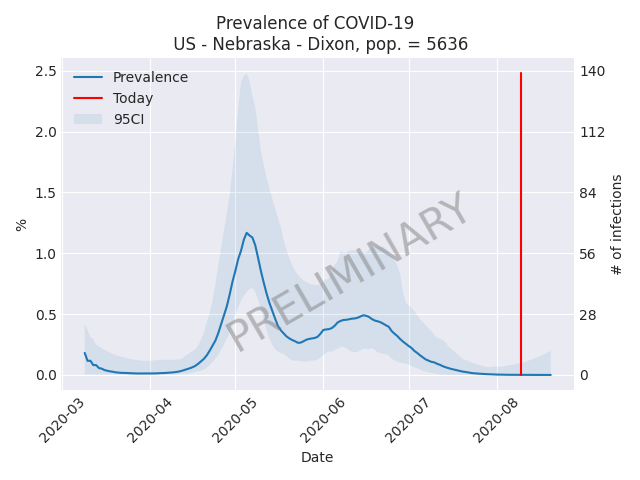 Prevalence of COVID-19
US - Nebraska - Dixon, pop. = 5636
Prevalence
Today
95CI
2.5
2.0
1.5
1.0
0.5
0.0
%
140
112
84
56
28
0
# of infections
PRELIMINARY
2020-03
2020-04
2020-05
2020-06
2020-07
2020-08
Date